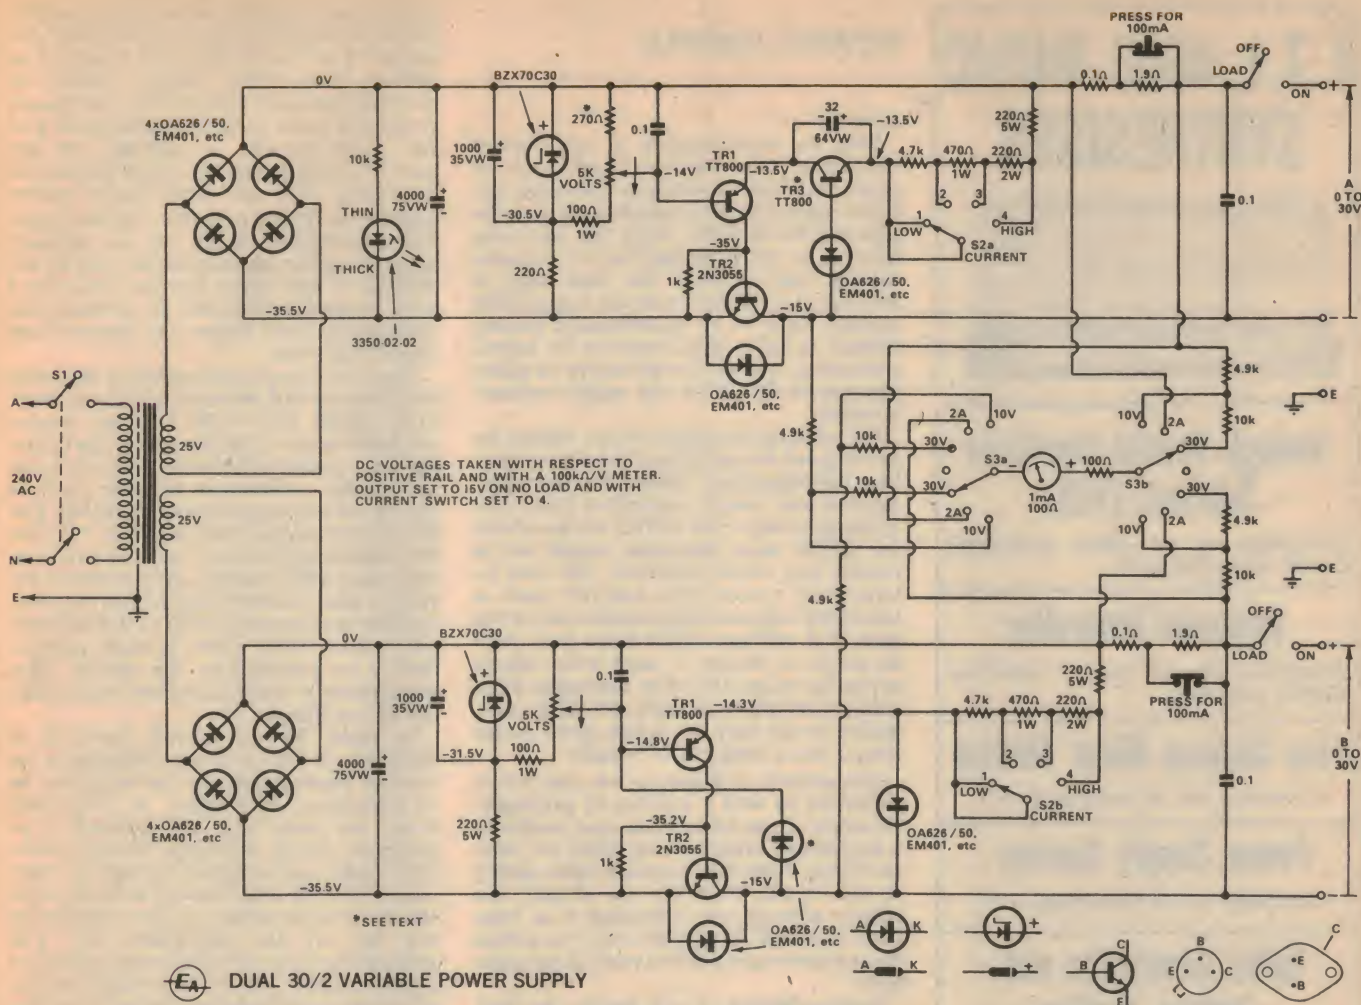 PRESS FOR
100mA
OFF
LOAD
ON
+
0.1Ω
1.9Ω
0V
BZX70C30
4xOA626/50,
EM401, etc
10k
1000
35VW
+
*
270Ω
0.1
32
64VW
-13.5V
220Ω
5W
4.7k
470Ω
1W
220Ω
2W
TR1
TT800
-13.5V
*
TR3
TT800
5K
VOLTS
-14V
4000
75VW
THIN
THICK
λ
-30.5V
100Ω
1W
220Ω
2
3
1
LOW
4
HIGH
S2a
CURRENT
0.1
A
0 TO
30V
-35V
1k
TR2
2N3055
OA626/50,
EM401, etc
-15V
-35.5V
3350-02-02
OA626/50,
EM401, etc
S1
A
240V
AC
N
E
25V
25V
DC VOLTAGES TAKEN WITH RESPECT TO
POSITIVE RAIL AND WITH A 100kΩ/V METER.
OUTPUT SET TO 15V ON NO LOAD AND WITH
CURRENT SWITCH SET TO 4.
4.9k
10k
10k
4.9k
2A
10V
30V
S3a
30V
2A
10V
1mA
100Ω
+
100Ω
10V
2A
30V
S3b
30V
2A
10V
4.9k
10k
4.9k
10k
E
E
0V
BZX70C30
0.1
0.1Ω
1.9Ω
OFF
LOAD
ON
+
PRESS FOR
100mA
220Ω
5W
1000
35VW
5K
VOLTS
TR1
TT800
-14.3V
-14.8V
4.7k
470Ω
1W
220Ω
2W
2
3
1
LOW
4
HIGH
S2b
CURRENT
0.1
B
0 TO
30V
4xOA626/50,
EM401, etc
4000
75VW
-31.5V
100Ω
1W
220Ω
5W
-35.2V
1k
TR2
2N3055
*
OA626/50,
EM401, etc
-15V
-35.5V
*SEE TEXT
OA626/50,
EM401, etc
A K
A K
+
+
B C E
B E C
C E B
EA DUAL 30/2 VARIABLE POWER SUPPLY